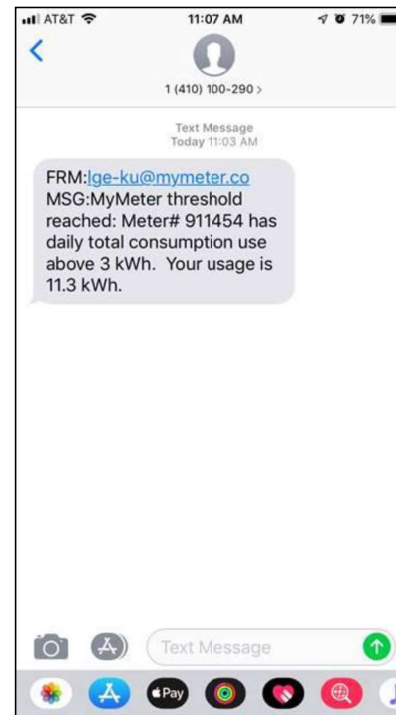 AT&T
11:07 AM
71%
1 (410) 100-290 >
Text Message
Today 11:03 AM
FRM:lge-ku@mymeter.co
MSG:MyMeter threshold
reached: Meter# 911454 has
daily total consumption use
above 3 kWh.  Your usage is
11.3 kWh.
Text Message
Pay